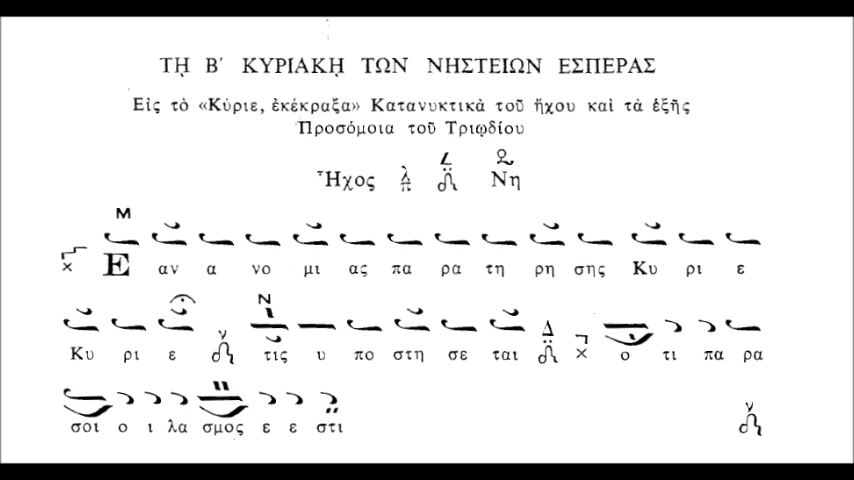 Τῌ Β΄ ΚΥΡΙΑΚῌ ΤΩΝ ΝΗΣΤΕΙΩΝ ΕΣΠΕΡΑΣ
Εἰς τὸ «Κύριε, ἐκέκραξα» Κατανυκτικὰ τοῦ ἤχου καὶ τὰ ἑξῆς
Προσόμοια τοῦ Τριῳδίου
Ἦχος Νη
Μ
Ε αν α νο μι ας πα ρα τη ρη σης Κυ ρι ε
Ν
Κυ ρι ε τις υ πο στη σε ται ο τι πα ρα
σοι ο ι λα σμος ε ε στι